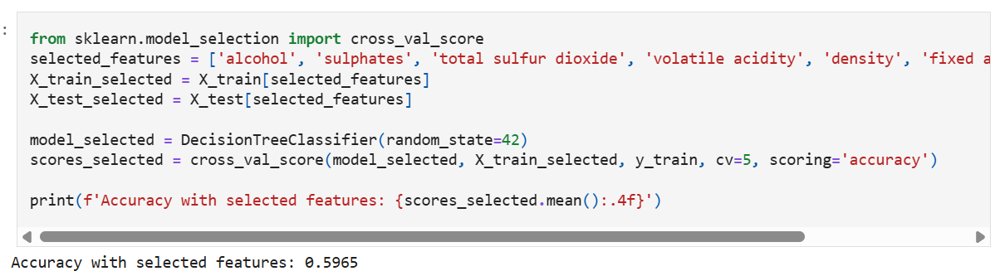 :
from sklearn.model_selection import cross_val_score
selected_features = ['alcohol', 'sulphates', 'total sulfur dioxide', 'volatile acidity', 'density', 'fixed a
X_train_selected = X_train[selected_features]
X_test_selected = X_test[selected_features]
model_selected = DecisionTreeClassifier(random_state=42)
scores_selected = cross_val_score(model_selected, X_train_selected, y_train, cv=5, scoring='accuracy')
print(f'Accuracy with selected features: {scores_selected.mean():.4f}')
Accuracy with selected features: 0.5965